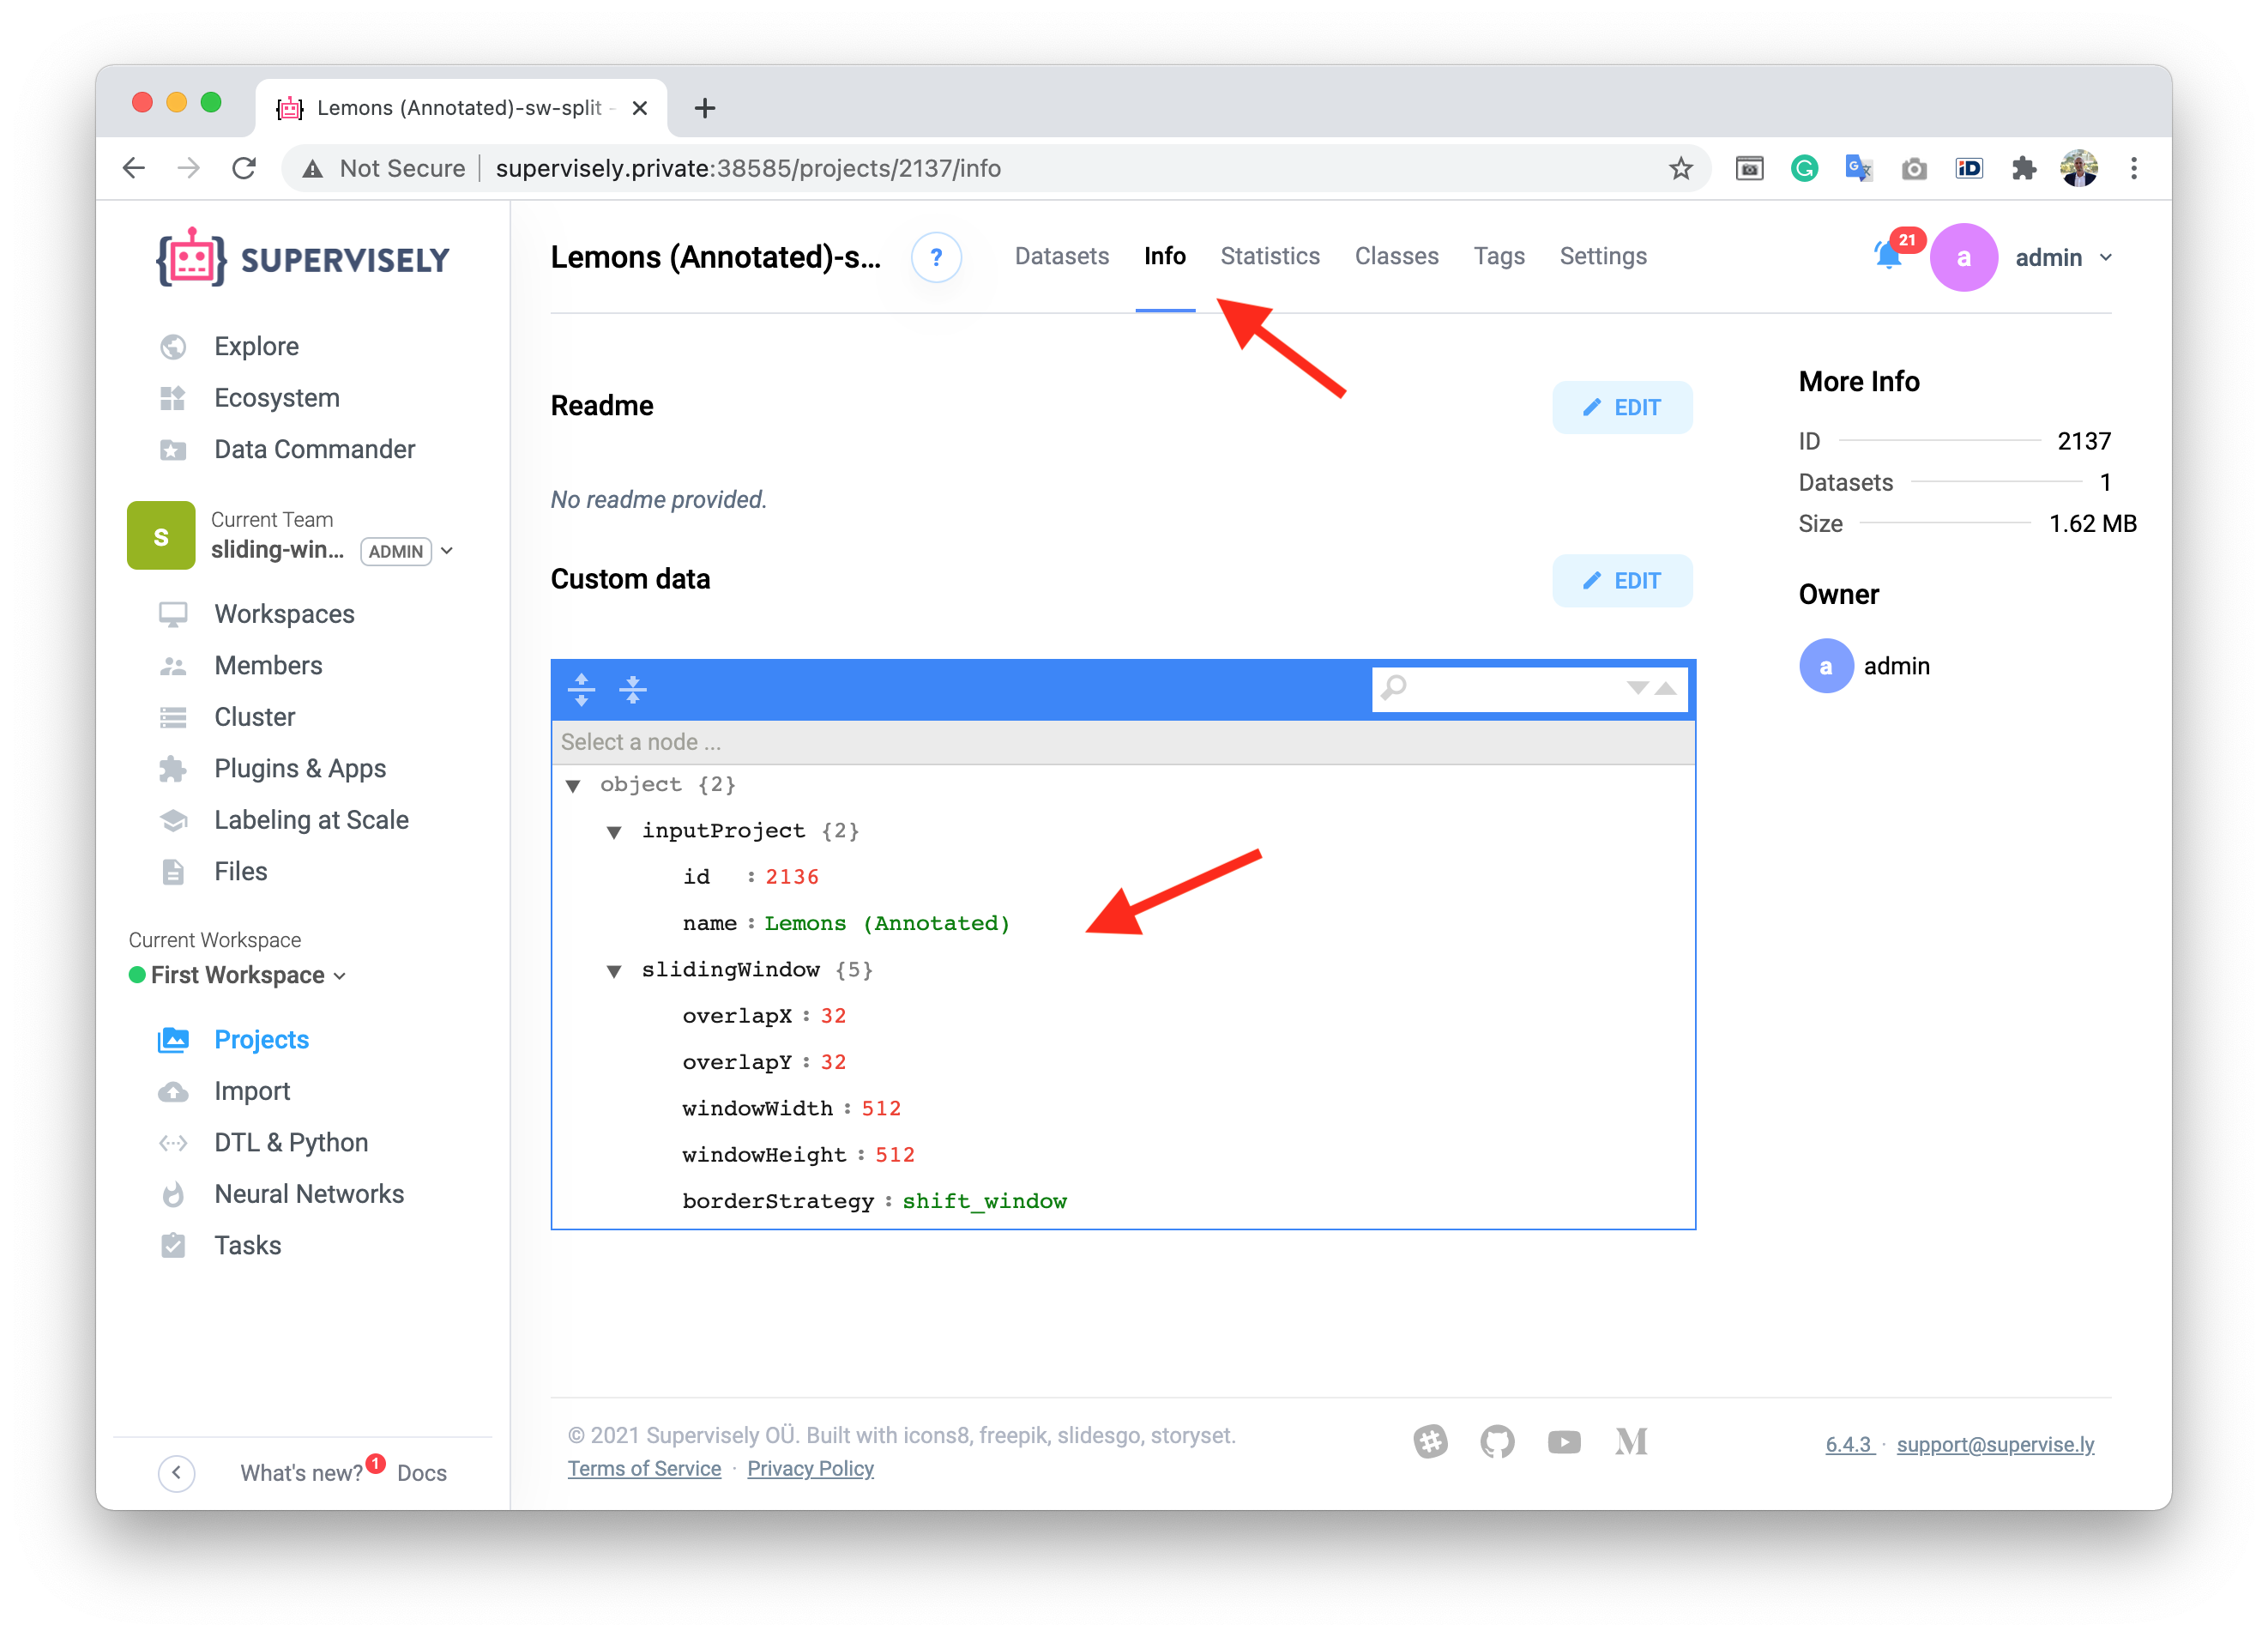 Lemons (Annotated)-sw-split -
Not Secure | supervisely.private:38585/projects/2137/info
SUPERVISELY
Explore
Ecosystem
Data Commander
s
Current Team
sliding-win... ADMIN
Workspaces
Members
Cluster
Plugins & Apps
Labeling at Scale
Files
Current Workspace
First Workspace
Projects
Import
DTL & Python
Neural Networks
Tasks
What's new? 1 Docs
Lemons (Annotated)-s... ? Datasets Info Statistics Classes Tags Settings 21 a admin
Readme EDIT
No readme provided.
Custom data EDIT
Select a node ...
object {2}
inputProject {2}
id : 2136
name : Lemons (Annotated)
slidingWindow {5}
overlapX : 32
overlapY : 32
windowWidth : 512
windowHeight : 512
borderStrategy : shift_window
More Info
ID 2137
Datasets 1
Size 1.62 MB
Owner
a admin
© 2021 Supervisely OÜ. Built with icons8, freepik, slidesgo, storyset.
Terms of Service · Privacy Policy
6.4.3 · support@supervise.ly